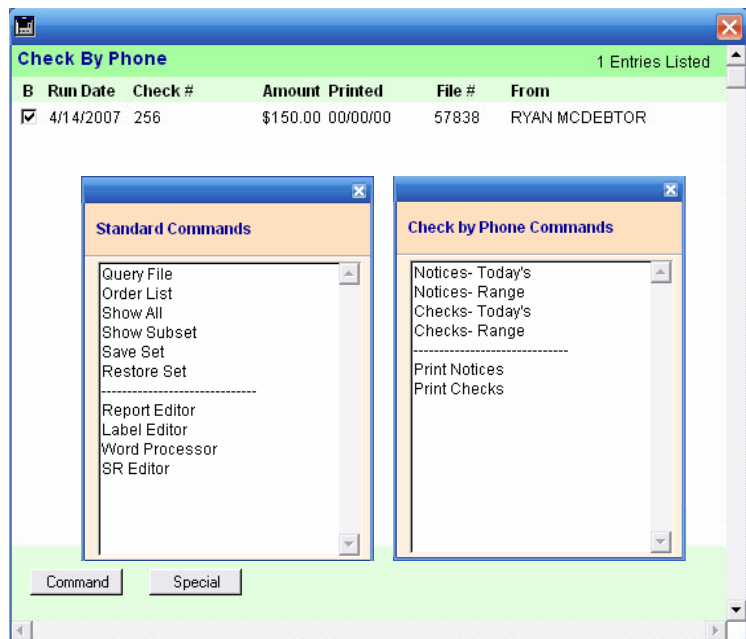 Check By Phone
1 Entries Listed
B Run Date Check # Amount Printed File # From
4/14/2007 256 $150.00 00/00/00 57838 RYAN MCDEBTOR
Standard Commands
Query File
Order List
Show All
Show Subset
Save Set
Restore Set
-----------------------------
Report Editor
Label Editor
Word Processor
SR Editor
Check by Phone Commands
Notices- Today's
Notices- Range
Checks- Today's
Checks- Range
-----------------------------
Print Notices
Print Checks
Command
Special